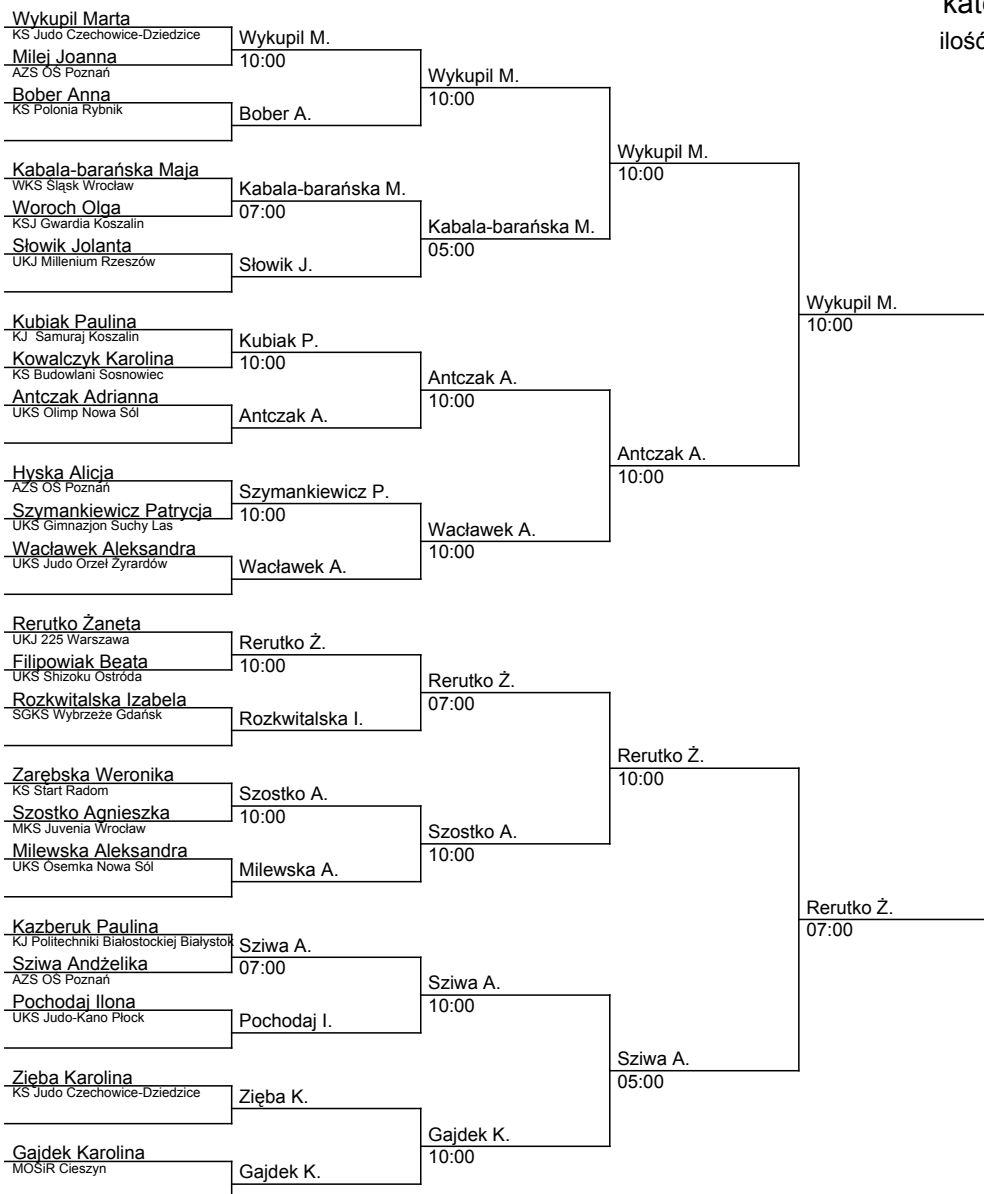 kate
ilość
Wykupil Marta
KS Judo Czechowice-Dziedzice
Milej Joanna
AZS OŚ Poznań
Bober Anna
KS Polonia Rybnik
Kabala-barańska Maja
WKS Śląsk Wrocław
Woroch Olga
KSJ Gwardia Koszalin
Słowik Jolanta
UKJ Millenium Rzeszów
Kubiak Paulina
KJ Samuraj Koszalin
Kowalczyk Karolina
KS Budowlani Sosnowiec
Antczak Adrianna
UKS Olimp Nowa Sól
Hyska Alicja
AZS OŚ Poznań
Szymankiewicz Patrycja
UKS Gimnazjon Suchy Las
Wacławek Aleksandra
UKS Judo Orzeł Żyrardów
Rerutko Żaneta
UKJ 225 Warszawa
Filipowiak Beata
UKS Shizoku Ostróda
Rozkwitalska Izabela
SGKS Wybrzeże Gdańsk
Zarębska Weronika
KS Start Radom
Szostko Agnieszka
MKS Juvenia Wrocław
Milewska Aleksandra
UKS Ósemka Nowa Sól
Kazberuk Paulina
KJ Politechniki Białostockiej Białystok
Sziwa Andżelika
AZS OŚ Poznań
Pochodaj Ilona
UKS Judo-Kano Płock
Zięba Karolina
KS Judo Czechowice-Dziedzice
Gajdek Karolina
MOSiR Cieszyn
Wykupil M.
10:00
Bober A.
Kabala-barańska M.
07:00
Słowik J.
Kubiak P.
10:00
Antczak A.
Szymankiewicz P.
10:00
Wacławek A.
Rerutko Ż.
10:00
Rozkwitalska I.
Szostko A.
10:00
Milewska A.
Sziwa A.
07:00
Pochodaj I.
Zięba K.
Gajdek K.
Wykupil M.
10:00
Kabala-barańska M.
05:00
Antczak A.
10:00
Wacławek A.
10:00
Rerutko Ż.
07:00
Szostko A.
10:00
Sziwa A.
10:00
Gajdek K.
10:00
Wykupil M.
10:00
Antczak A.
10:00
Rerutko Ż.
10:00
Sziwa A.
05:00
Wykupil M.
10:00
Rerutko Ż.
07:00